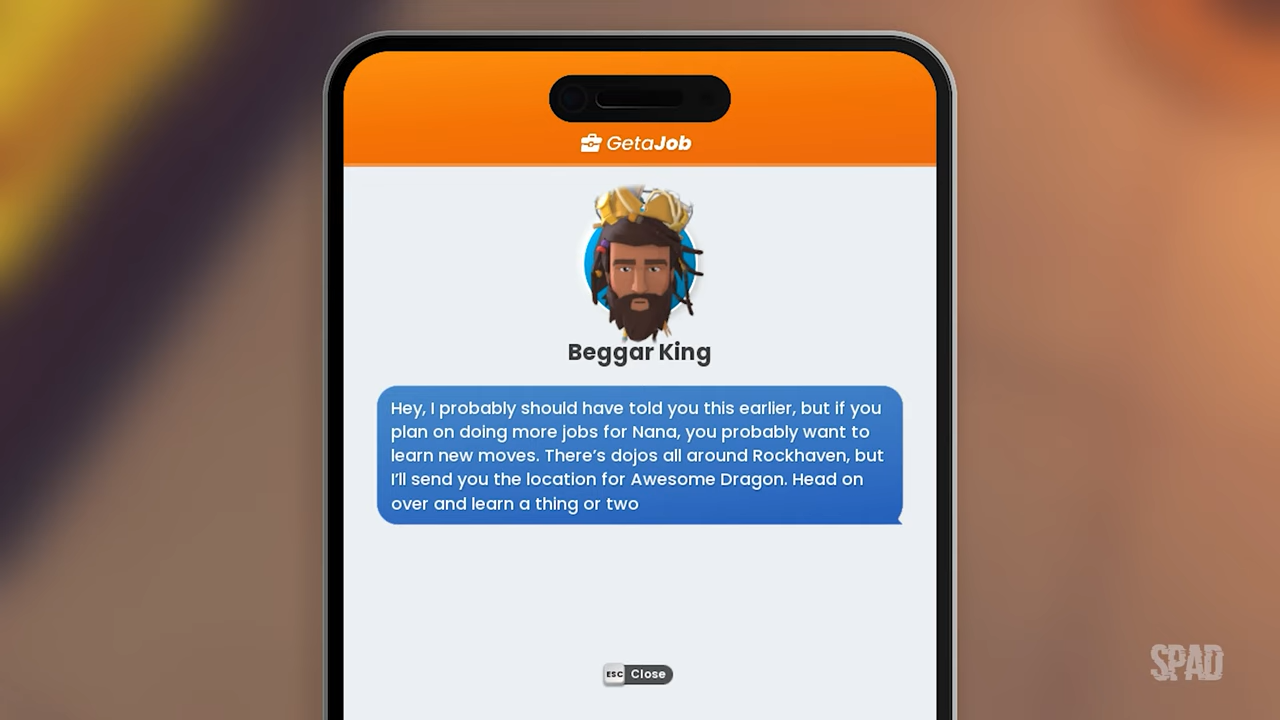 GetaJob
Beggar King
Hey, I probably should have told you this earlier, but if you
plan on doing more jobs for Nana, you probably want to
learn new moves. There’s dojos all around Rockhaven, but
I’ll send you the location for Awesome Dragon. Head on
over and learn a thing or two
ESC Close
SPAD